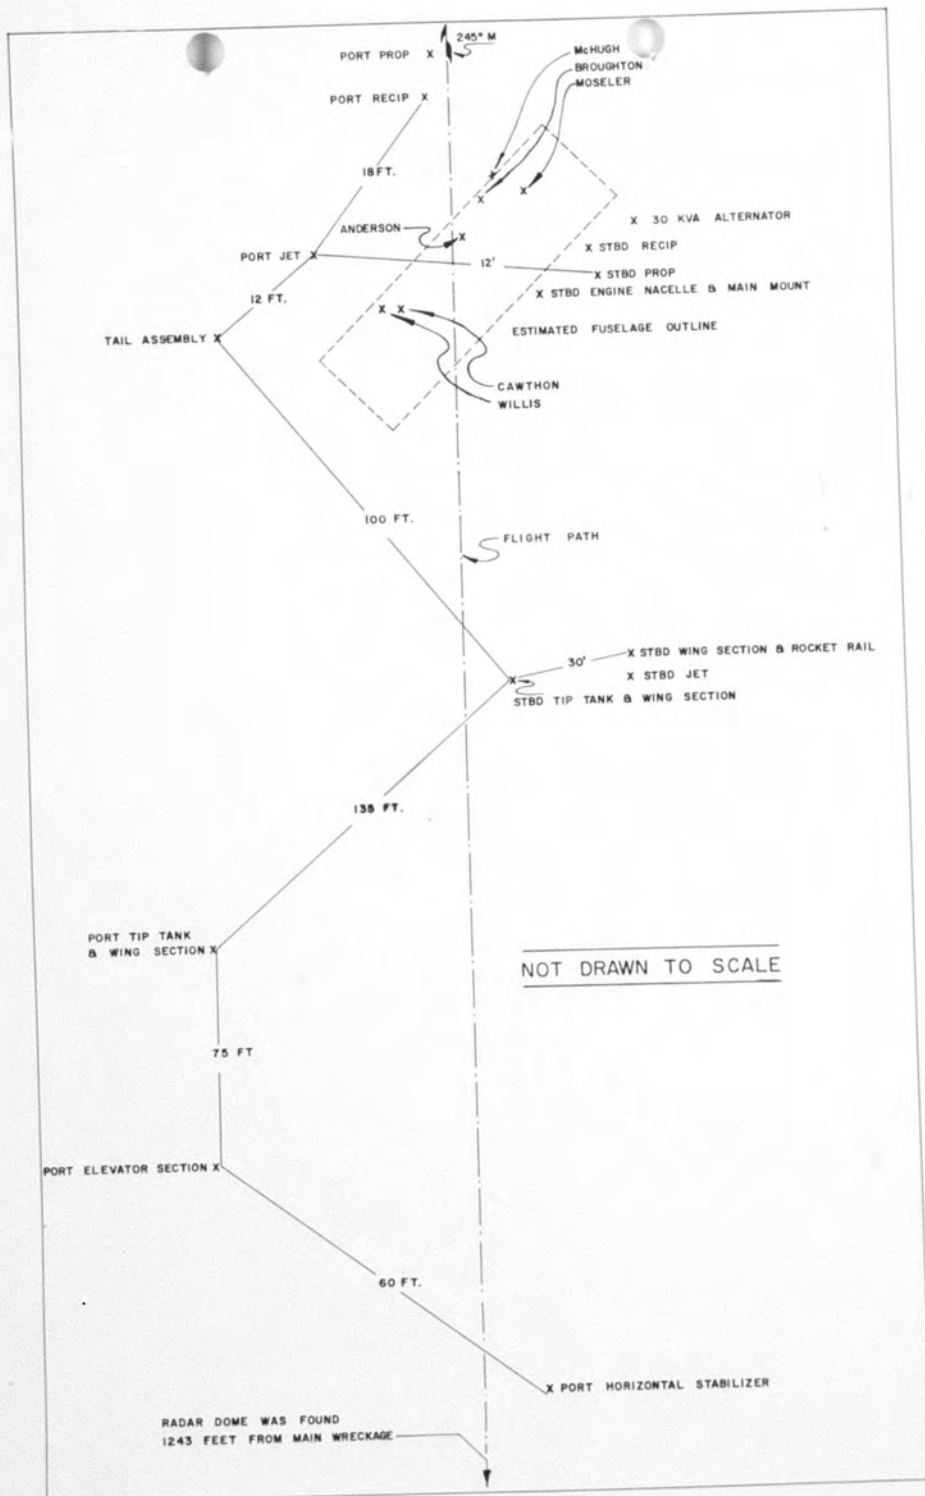 245° M
PORT PROP X
McHUGH
BROUGHTON
MOSELER
PORT RECIP X
18 FT.
X 30 KVA ALTERNATOR
ANDERSON
X STBD RECIP
PORT JET X
12'
X STBD PROP
12 FT.
X STBD ENGINE NACELLE & MAIN MOUNT
TAIL ASSEMBLY X
ESTIMATED FUSELAGE OUTLINE
CAWTHON
WILLIS
100 FT.
FLIGHT PATH
30'
X STBD WING SECTION & ROCKET RAIL
X STBD JET
STBD TIP TANK & WING SECTION
135 FT.
PORT TIP TANK
& WING SECTION X
NOT DRAWN TO SCALE
75 FT
PORT ELEVATOR SECTION X
60 FT.
X PORT HORIZONTAL STABILIZER
RADAR DOME WAS FOUND
1243 FEET FROM MAIN WRECKAGE